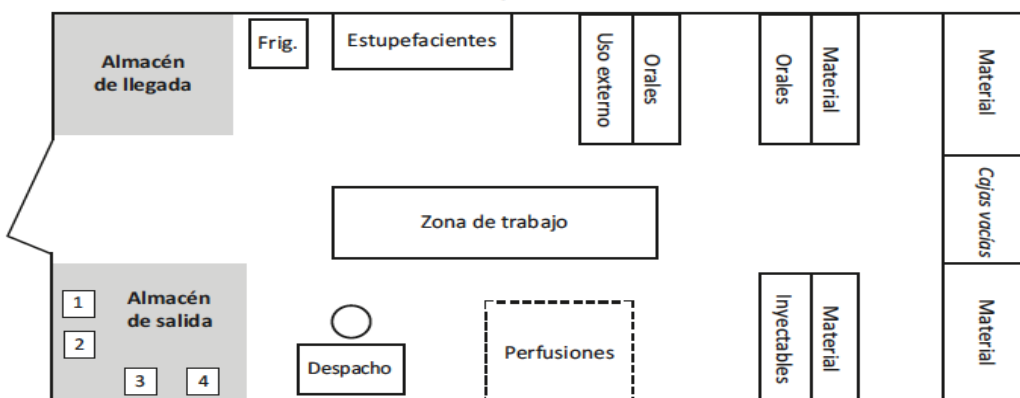 Almacén
de llegada
Frig.
Estupefacientes
Uso externo
Orales
Orales
Material
Material
Zona de trabajo
Cajas vacías
1
2
Almacén
de salida
3
4
Despacho
Perfusiones
Inyectables
Material
Material